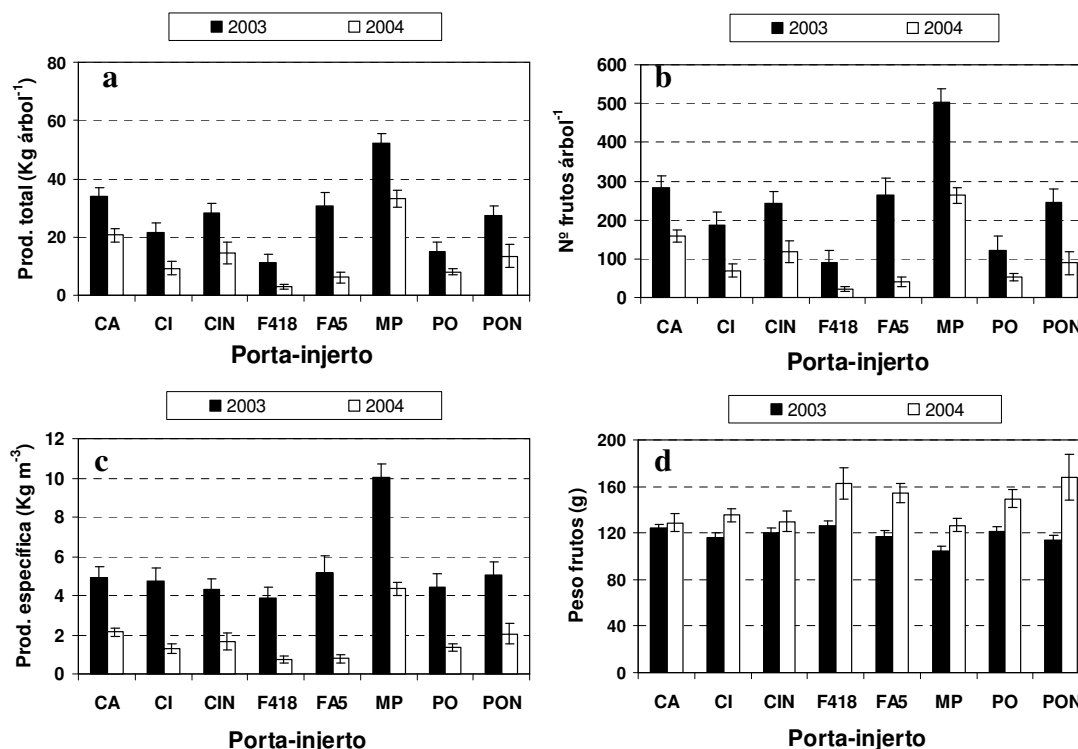 2003 2004
a
Prod. total (Kg árbol⁻¹)
80
60
40
20
0
CA CI CIN F418 FA5 MP PO PON
Porta-injerto
2003 2004
b
Nº frutos árbol⁻¹
600
500
400
300
200
100
0
CA CI CIN F418 FA5 MP PO PON
Porta-injerto
2003 2004
c
Prod. específica (Kg m⁻³)
12
10
8
6
4
2
0
CA CI CIN F418 FA5 MP PO PON
Porta-injerto
2003 2004
d
Peso frutos (g)
200
160
120
80
40
0
CA CI CIN F418 FA5 MP PO PON
Porta-injerto